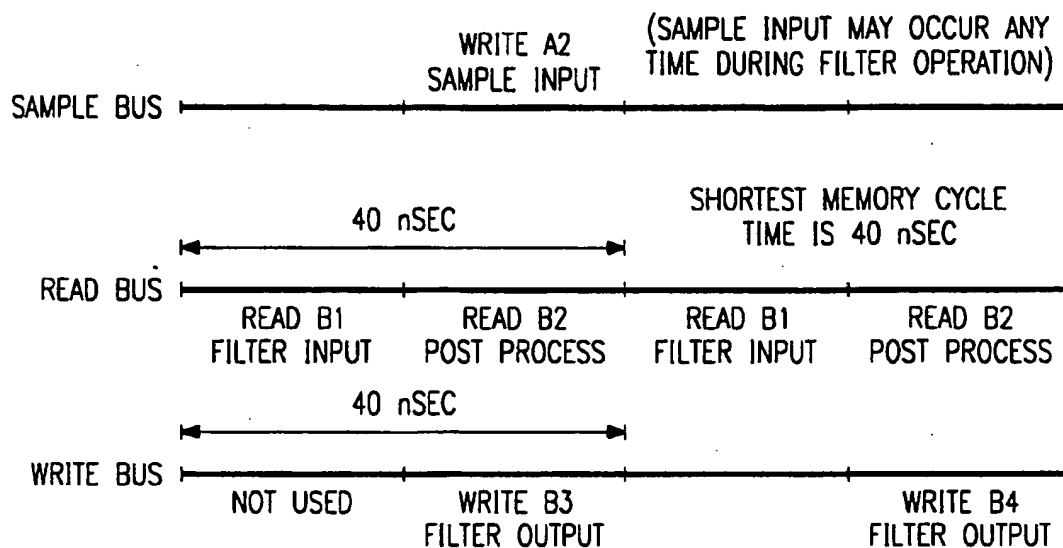 WRITE A2
SAMPLE INPUT
(SAMPLE INPUT MAY OCCUR ANY
TIME DURING FILTER OPERATION)
SAMPLE BUS
40 nSEC
SHORTEST MEMORY CYCLE
TIME IS 40 nSEC
READ BUS
READ B1
FILTER INPUT
READ B2
POST PROCESS
READ B1
FILTER INPUT
READ B2
POST PROCESS
40 nSEC
WRITE BUS
NOT USED
WRITE B3
FILTER OUTPUT
WRITE B4
FILTER OUTPUT